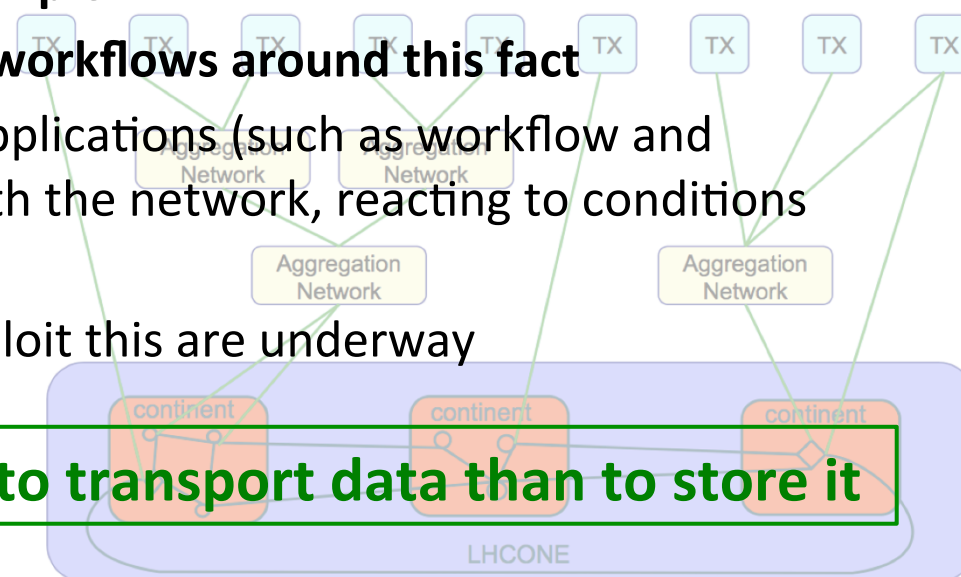 TX TX TX TX TX TX TX TX TX
workflows around this fact
pplications (such as workflow and
Aggregation Network
Aggregation Network
th the network, reacting to conditions
Aggregation Network
Aggregation Network
loit this are underway
continent continent continent
to transport data than to store it
LHCONE